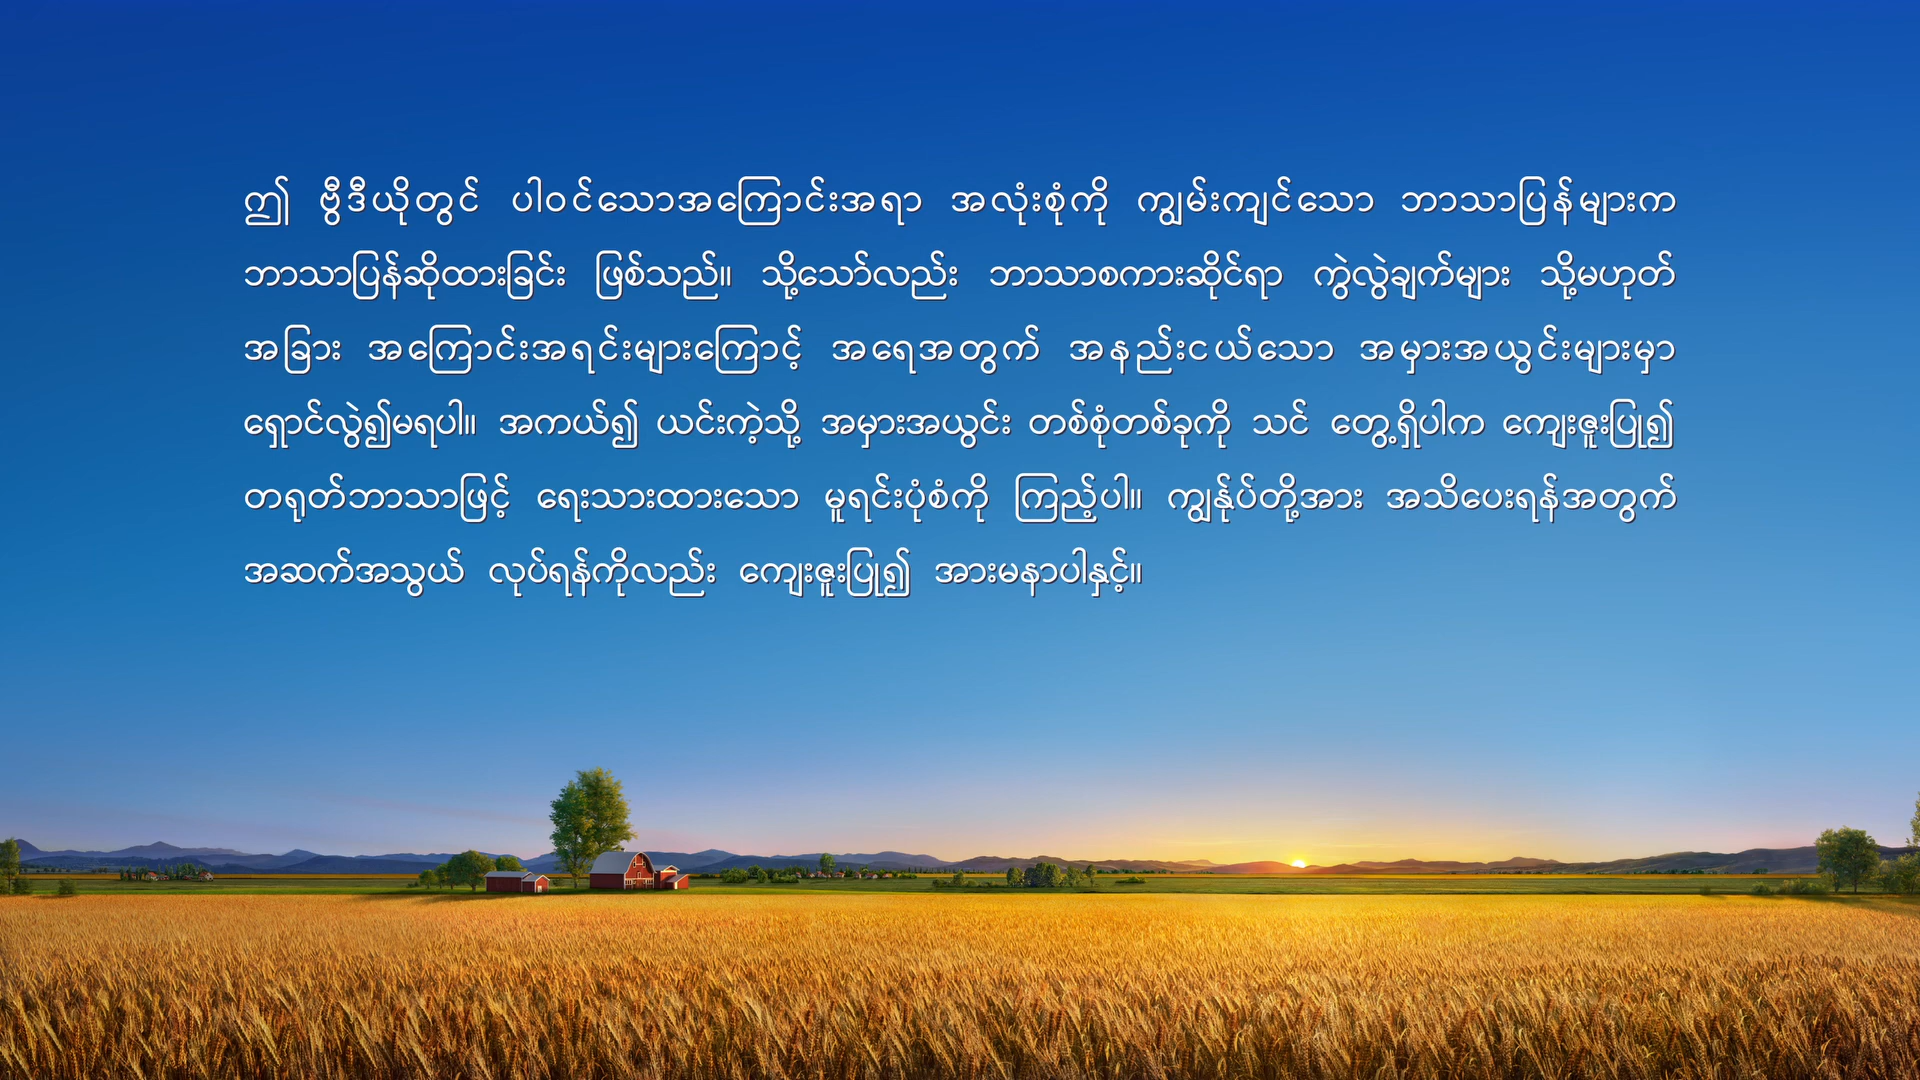 ဤ ဗွီဒီယိုတွင် ပါဝင်သောအကြောင်းအရာ အလုံးစုံကို ကျွမ်းကျင်သော ဘာသာပြန်များက
ဘာသာပြန်ဆိုထားခြင်း ဖြစ်သည်။ သို့သော်လည်း ဘာသာစကားဆိုင်ရာ ကွဲလွဲချက်များ သို့မဟုတ်
အခြား အကြောင်းအရင်းများကြောင့် အရေအတွက် အနည်းငယ်သော အမှားအယွင်းများမှာ
ရှောင်လွှဲ၍မရပါ။ အကယ်၍ ယင်းကဲ့သို့ အမှားအယွင်း တစ်စုံတစ်ခုကို သင် တွေ့ရှိပါက ကျေးဇူးပြု၍
တရုတ်ဘာသာဖြင့် ရေးသားထားသော မူရင်းပုံစံကို ကြည့်ပါ။ ကျွန်ုပ်တို့အား အသိပေးရန်အတွက်
အဆက်အသွယ် လုပ်ရန်ကိုလည်း ကျေးဇူးပြု၍ အားမနာပါနှင့်။